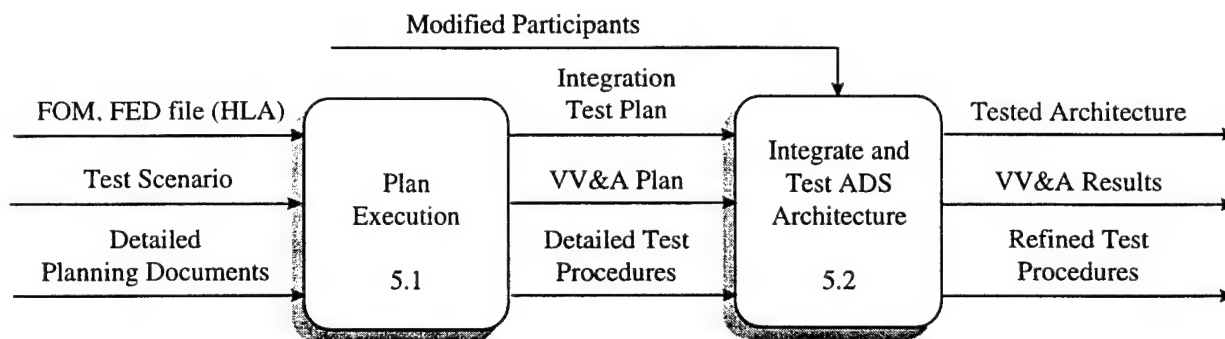 Modified Participants
FOM, FED file (HLA)
Test Scenario
Detailed
Planning Documents
Plan
Execution
5.1
Integration
Test Plan
VV&A Plan
Detailed Test
Procedures
Integrate and
Test ADS
Architecture
5.2
Tested Architecture
VV&A Results
Refined Test
Procedures